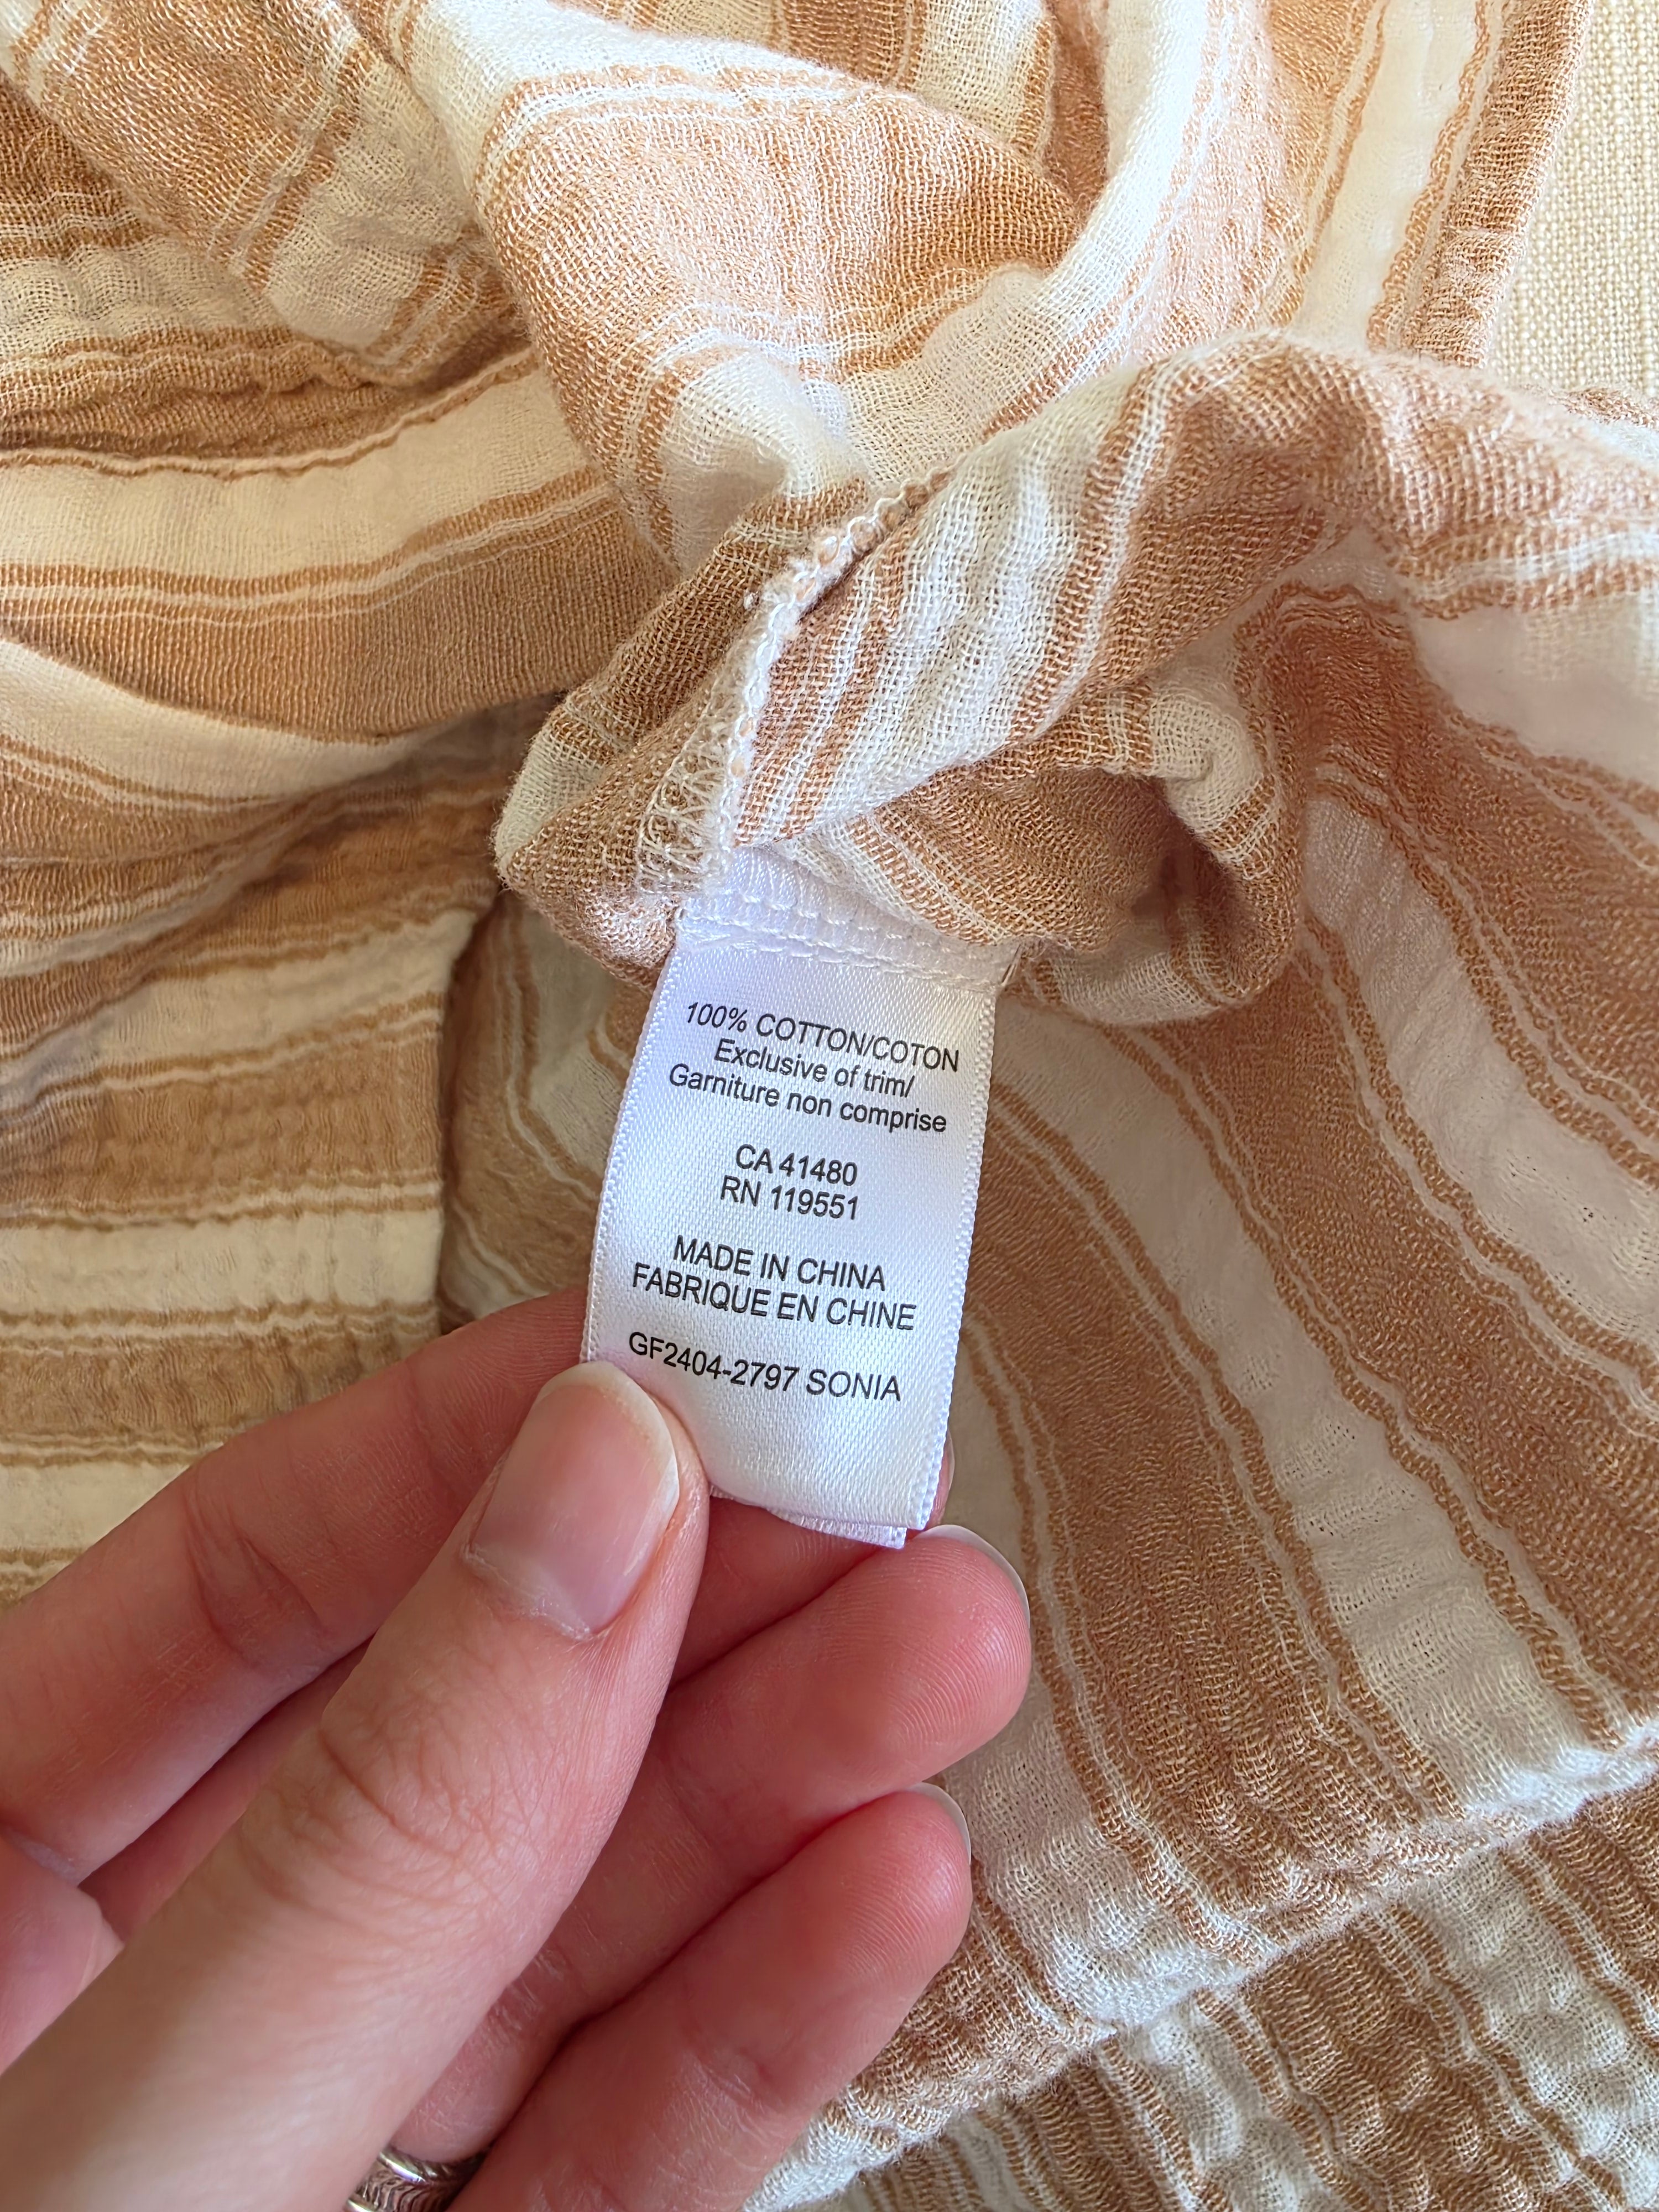 100% COTTON/COTON
Exclusive of trim/
Garniture non comprise
CA 41480
RN 119551
MADE IN CHINA
FABRIQUE EN CHINE
GF2404-2797 SONIA